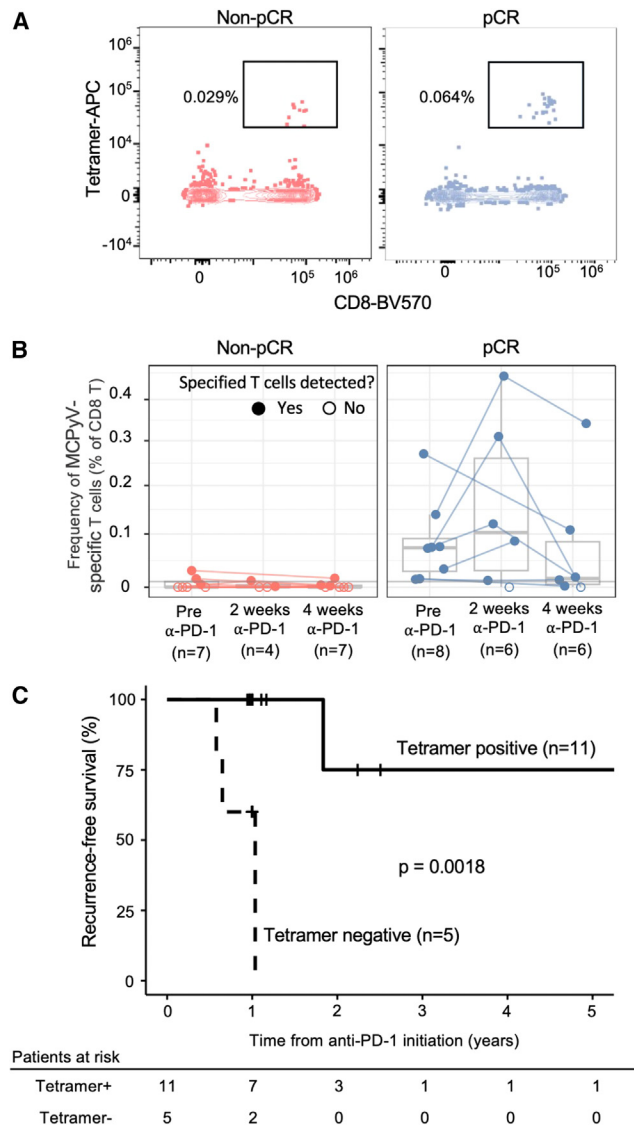 A
Non-pCR
pCR
Tetramer-APC
10⁶
10⁵
10⁴
0
-10⁴
0.029%
0.064%
0 10⁵ 10⁶
0 10⁵ 10⁶
CD8-BV570
B
Non-pCR
pCR
Frequency of MCPyV-
specific T cells (% of CD8 T)
0.4
0.3
0.2
0.1
0
Specified T cells detected?
Yes No
Pre
α-PD-1
(n=7)
2 weeks
α-PD-1
(n=4)
4 weeks
α-PD-1
(n=7)
Pre
α-PD-1
(n=8)
2 weeks
α-PD-1
(n=6)
4 weeks
α-PD-1
(n=6)
C
Recurrence-free survival (%)
100
75
50
25
0
Tetramer positive (n=11)
p = 0.0018
Tetramer negative (n=5)
0 1 2 3 4 5
Time from anti-PD-1 initiation (years)
Patients at risk
Tetramer+ 11 7 3 1 1 1
Tetramer- 5 2 0 0 0 0